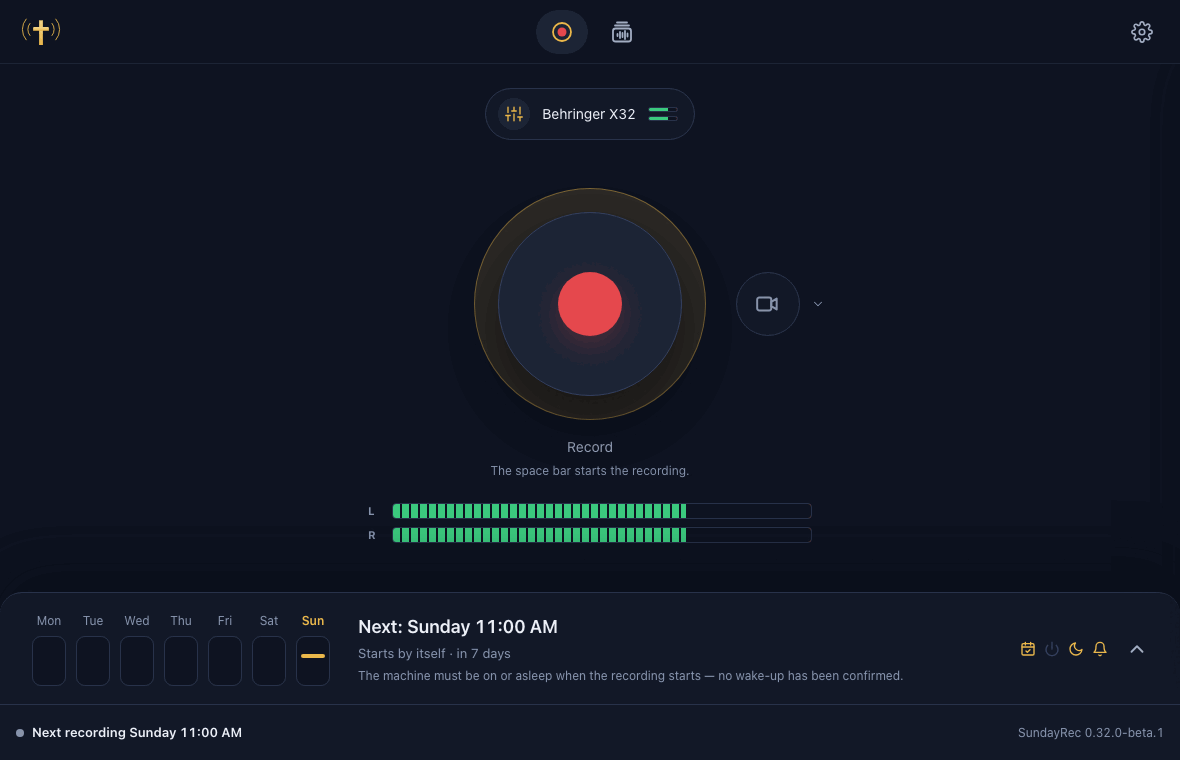 Behringer X32
Record
The space bar starts the recording.
L
R
Mon Tue Wed Thu Fri Sat Sun
Next: Sunday 11:00 AM
Starts by itself · in 7 days
The machine must be on or asleep when the recording starts — no wake-up has been confirmed.
Next recording Sunday 11:00 AM
SundayRec 0.32.0-beta.1